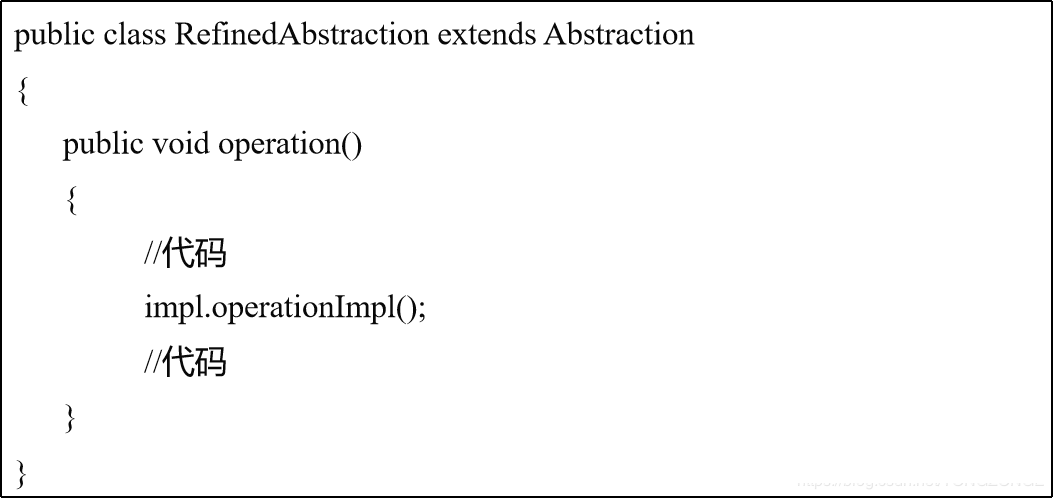 public class RefinedAbstraction extends Abstraction
{
public void operation()
{
//代码
impl.operationImpl();
//代码
}
}